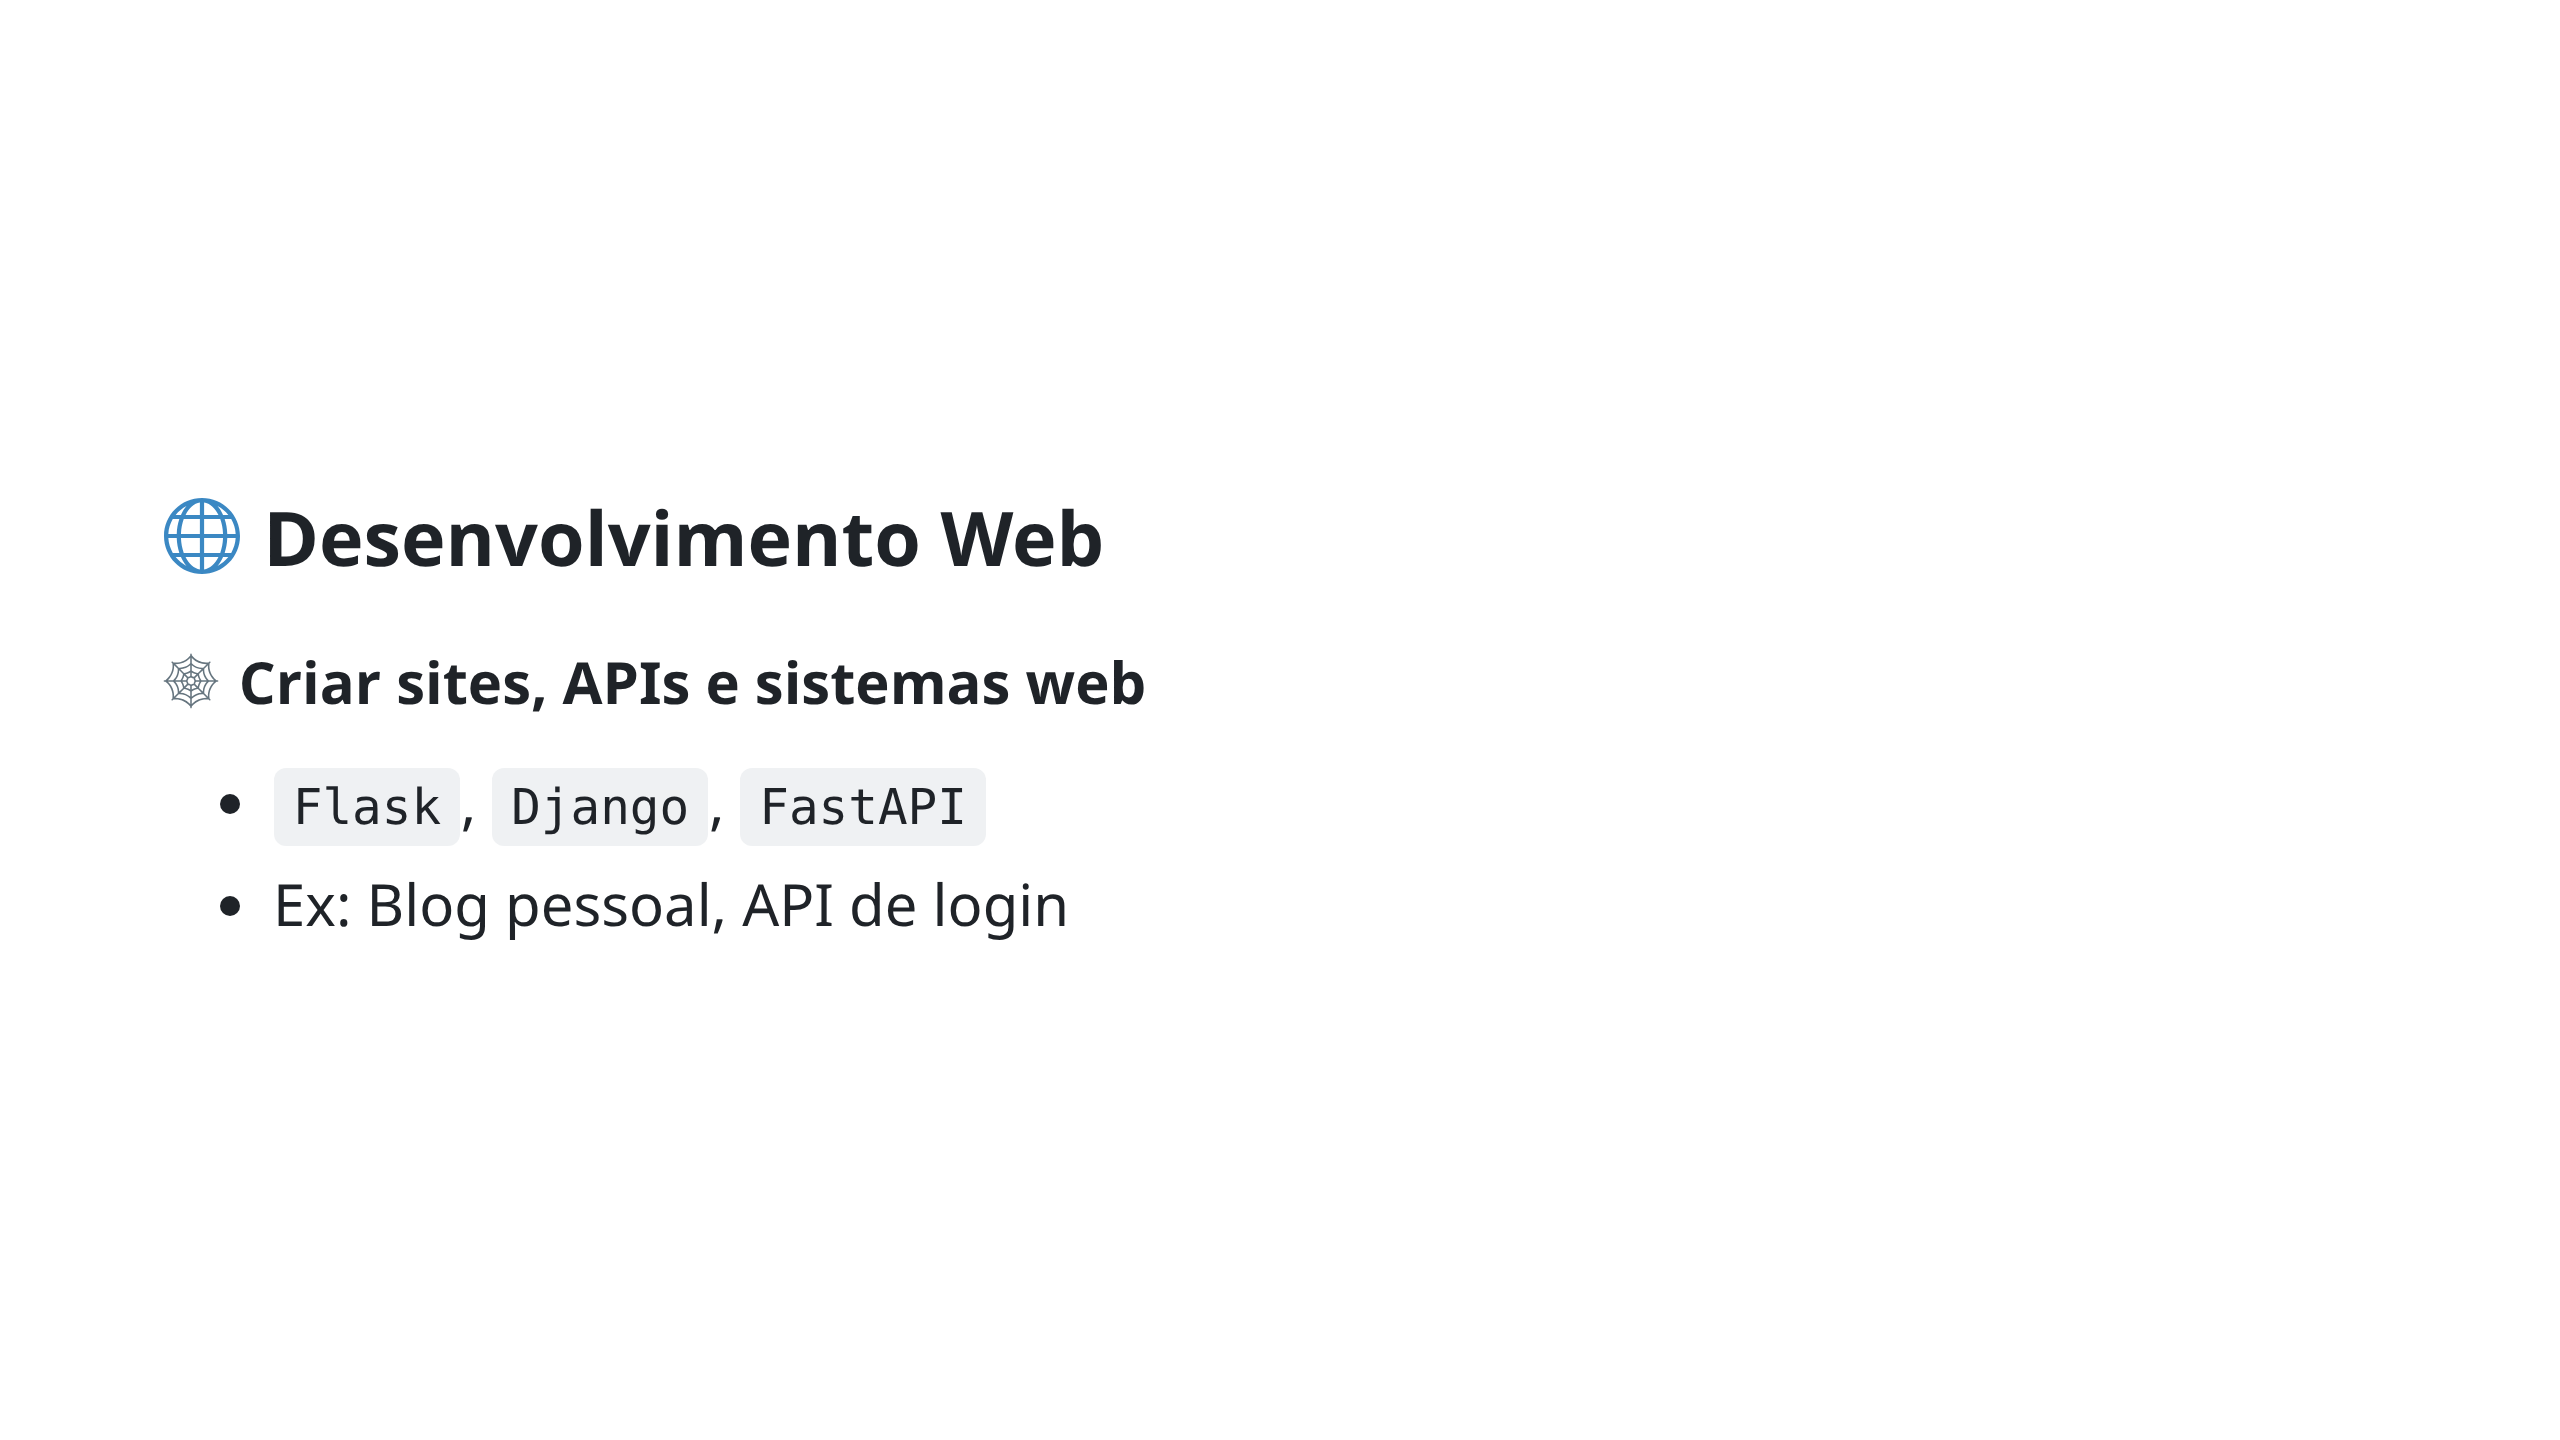 Desenvolvimento Web
Criar sites, APIs e sistemas web
Flask, Django, FastAPI
Ex: Blog pessoal, API de login